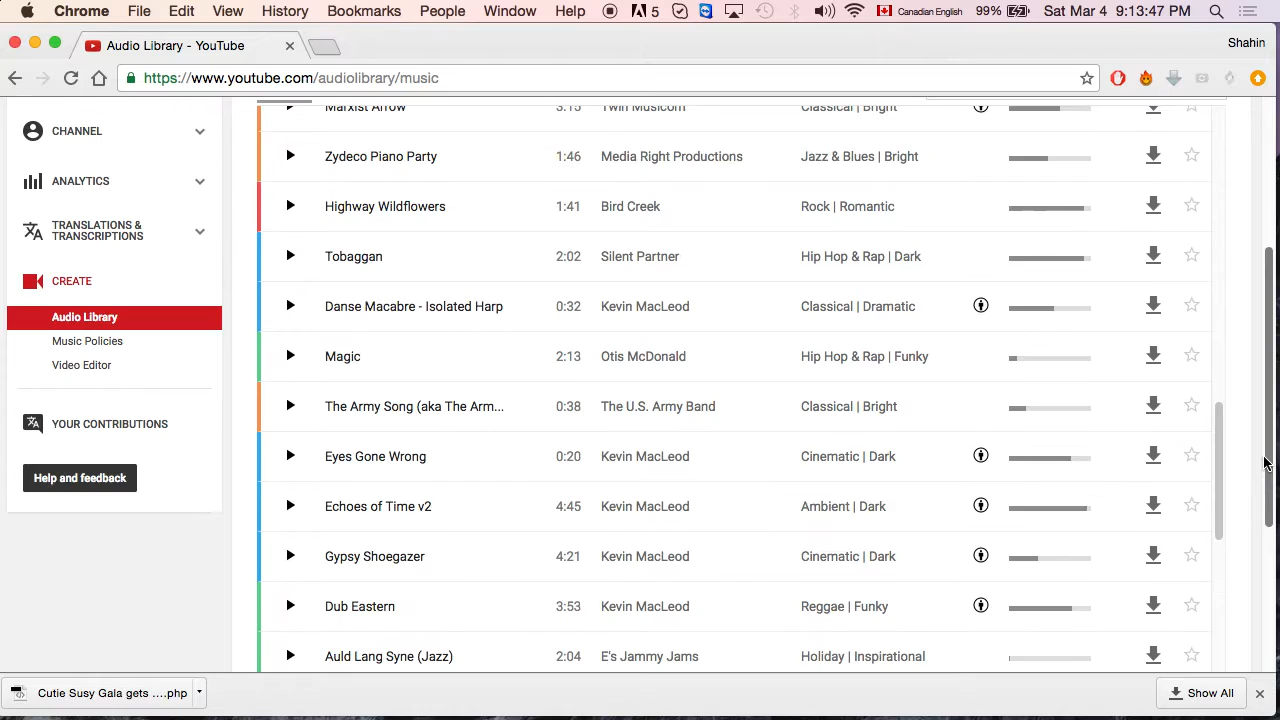 Chrome File Edit View History Bookmarks People Window Help 5 Canadian English 99% Sat Mar 4 9:13:47 PM
Audio Library - YouTube Shahin
https://www.youtube.com/audiolibrary/music
Marxist Arrow 3:15 Twin Musicom Classical | Bright
CHANNEL
Zydeco Piano Party 1:46 Media Right Productions Jazz & Blues | Bright
ANALYTICS
Highway Wildflowers 1:41 Bird Creek Rock | Romantic
TRANSLATIONS &
TRANSCRIPTIONS
Tobaggan 2:02 Silent Partner Hip Hop & Rap | Dark
CREATE
Danse Macabre - Isolated Harp 0:32 Kevin MacLeod Classical | Dramatic
Audio Library
Music Policies
Magic 2:13 Otis McDonald Hip Hop & Rap | Funky
Video Editor
The Army Song (aka The Arm... 0:38 The U.S. Army Band Classical | Bright
YOUR CONTRIBUTIONS
Eyes Gone Wrong 0:20 Kevin MacLeod Cinematic | Dark
Help and feedback
Echoes of Time v2 4:45 Kevin MacLeod Ambient | Dark
Gypsy Shoegazer 4:21 Kevin MacLeod Cinematic | Dark
Dub Eastern 3:53 Kevin MacLeod Reggae | Funky
Auld Lang Syne (Jazz) 2:04 E's Jammy Jams Holiday | Inspirational
Cutie Susy Gala gets ....php Show All